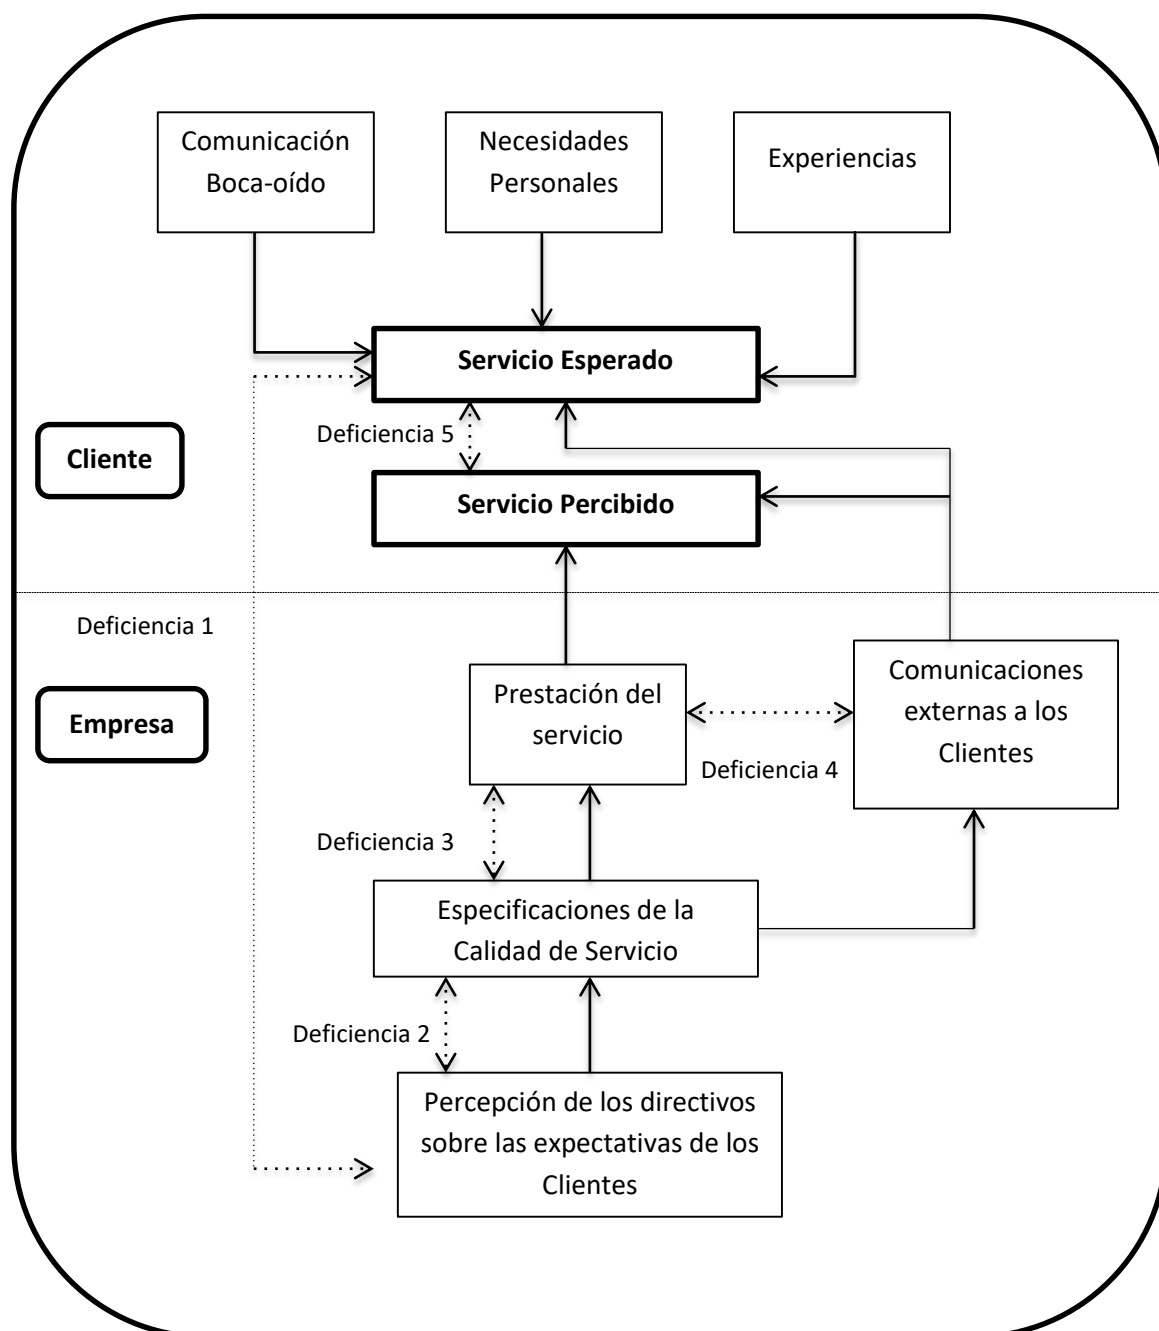 Comunicación
Boca-oído
Necesidades
Personales
Experiencias
Servicio Esperado
Deficiencia 5
Cliente
Servicio Percibido
Deficiencia 1
Empresa
Prestación del
servicio
Comunicaciones
externas a los
Clientes
Deficiencia 4
Deficiencia 3
Especificaciones de la
Calidad de Servicio
Deficiencia 2
Percepción de los directivos
sobre las expectativas de los
Clientes